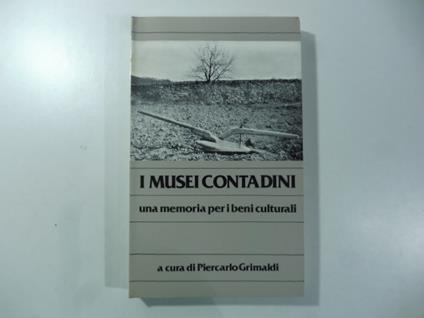 I MUSEI CONTADINI
una memoria per i beni culturali
a cura di Piercarlo Grimaldi